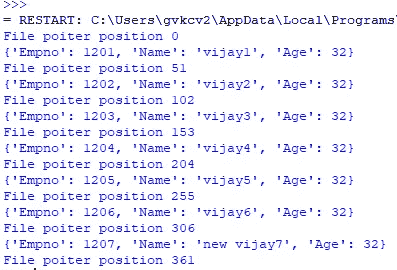 >>>
= RESTART: C:\Users\gvkcv2\AppData\Local\Programs\
File poiter position 0
{'Empno': 1201, 'Name': 'vijay1', 'Age': 32}
File poiter position 51
{'Empno': 1202, 'Name': 'vijay2', 'Age': 32}
File poiter position 102
{'Empno': 1203, 'Name': 'vijay3', 'Age': 32}
File poiter position 153
{'Empno': 1204, 'Name': 'vijay4', 'Age': 32}
File poiter position 204
{'Empno': 1205, 'Name': 'vijay5', 'Age': 32}
File poiter position 255
{'Empno': 1206, 'Name': 'vijay6', 'Age': 32}
File poiter position 306
{'Empno': 1207, 'Name': 'new vijay7', 'Age': 32}
File poiter position 361